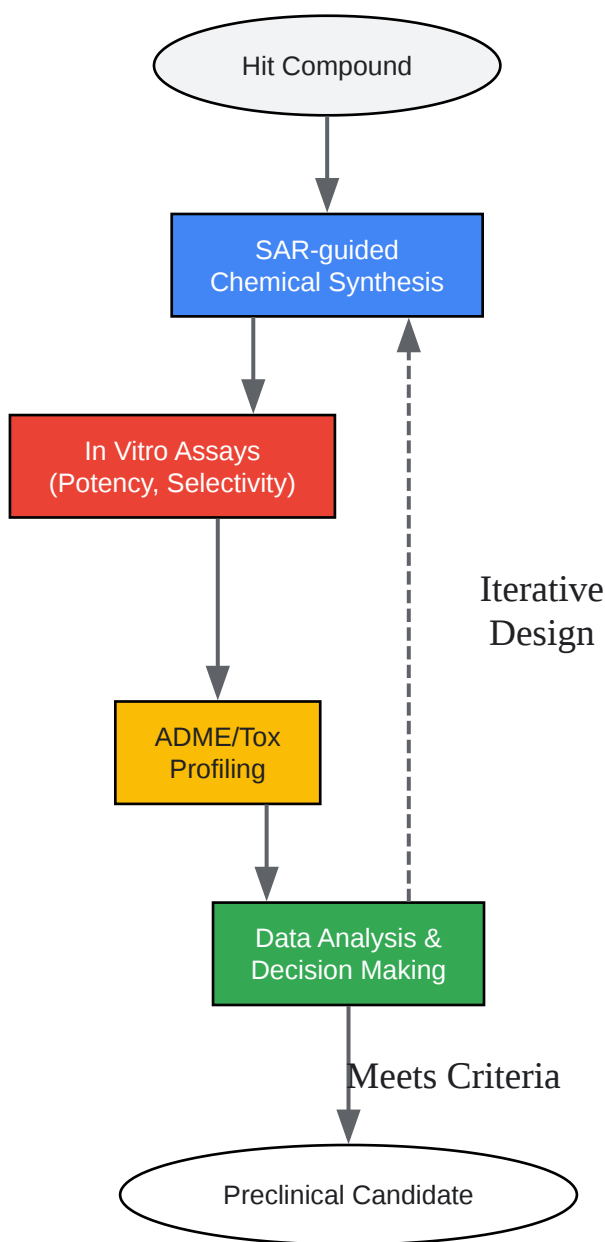 Hit Compound
SAR-guided
Chemical Synthesis
In Vitro Assays
(Potency, Selectivity)
Iterative
Design
ADME/Tox
Profiling
Data Analysis &
Decision Making
Meets Criteria
Preclinical Candidate